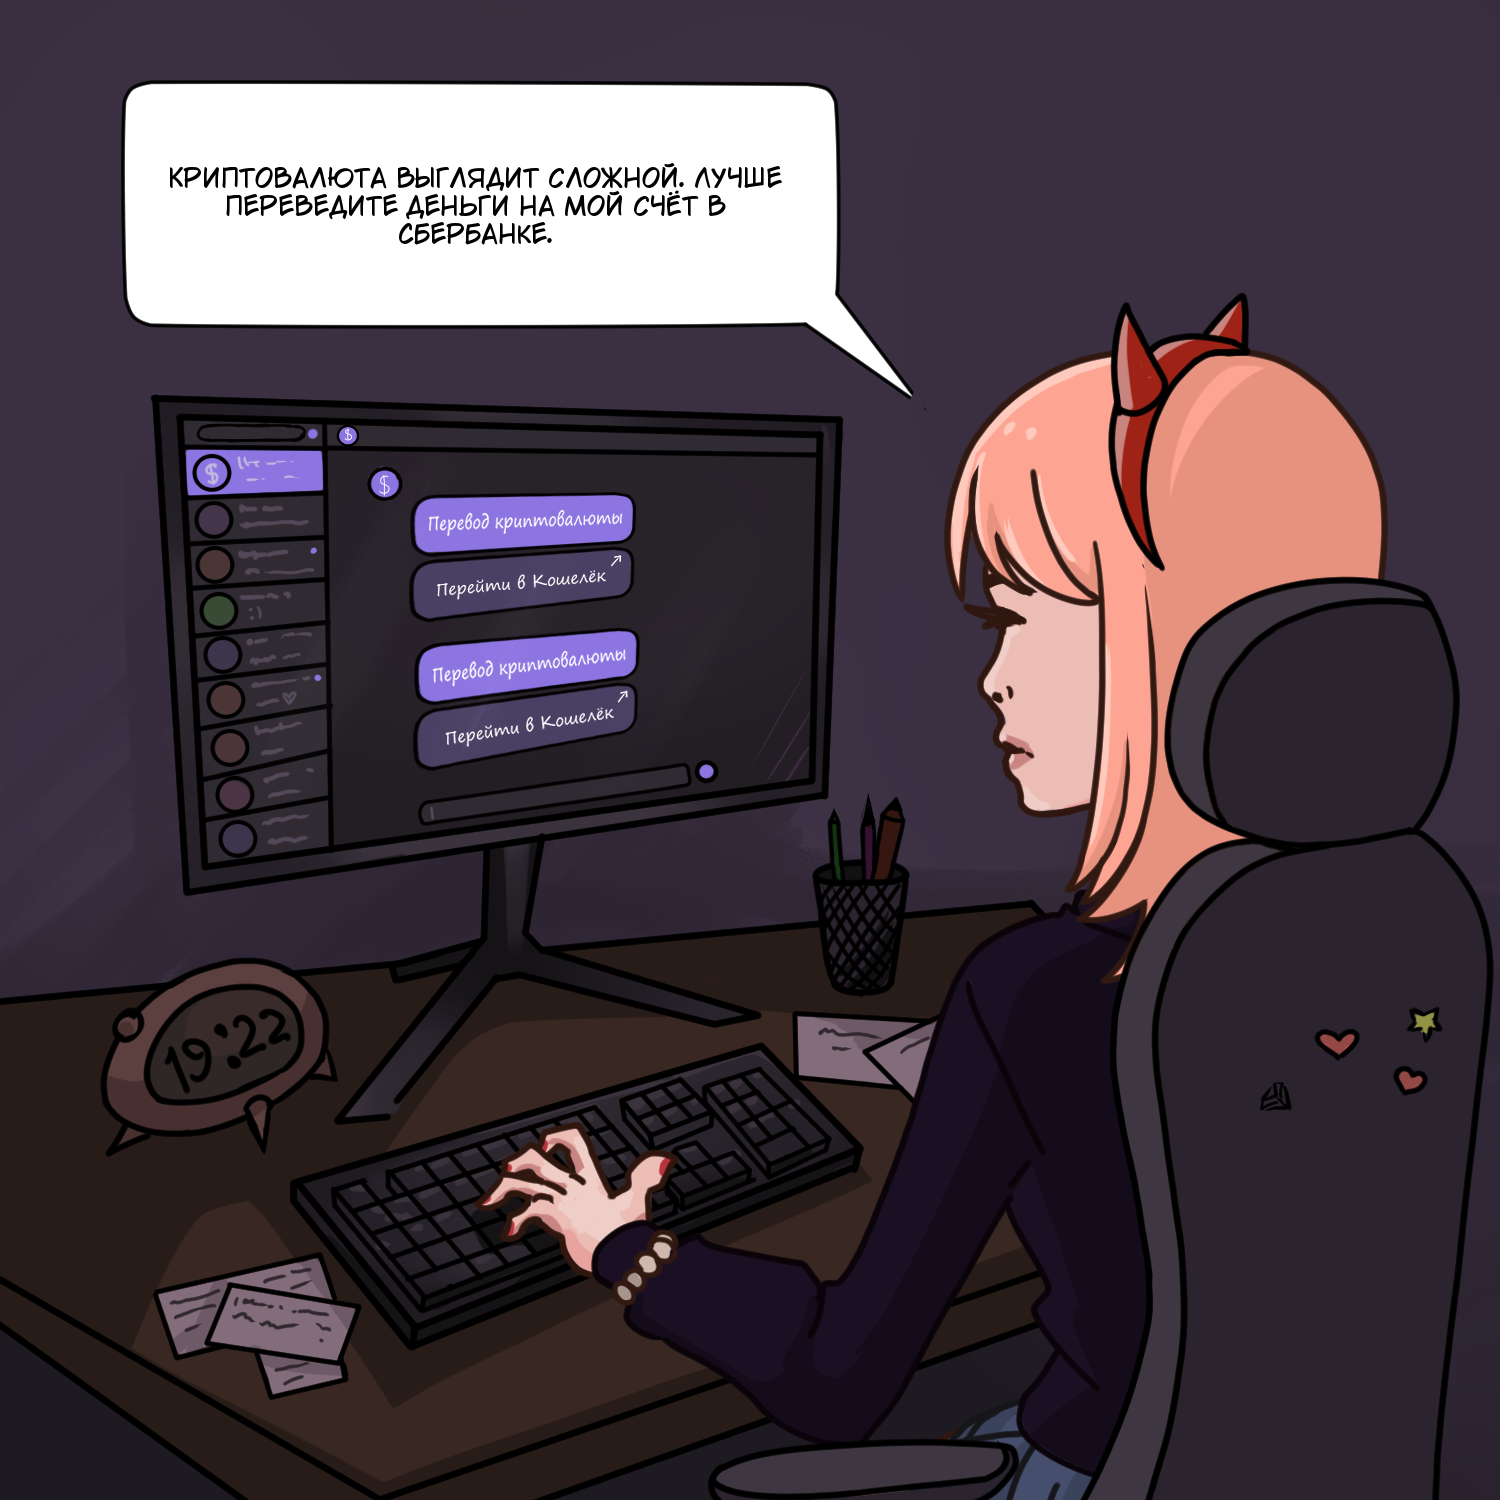 КРИПТОВАЛЮТА ВЫГЛЯДИТ СЛОЖНОЙ. ЛУЧШЕ
ПЕРЕВЕДИТЕ ДЕНЬГИ НА МОЙ СЧЁТ В
СБЕРБАНКЕ.
$
$
$
Перевод криптовалюты
Перейти в Кошелёк
:)
Перевод криптовалюты
Перейти в Кошелёк
19:22